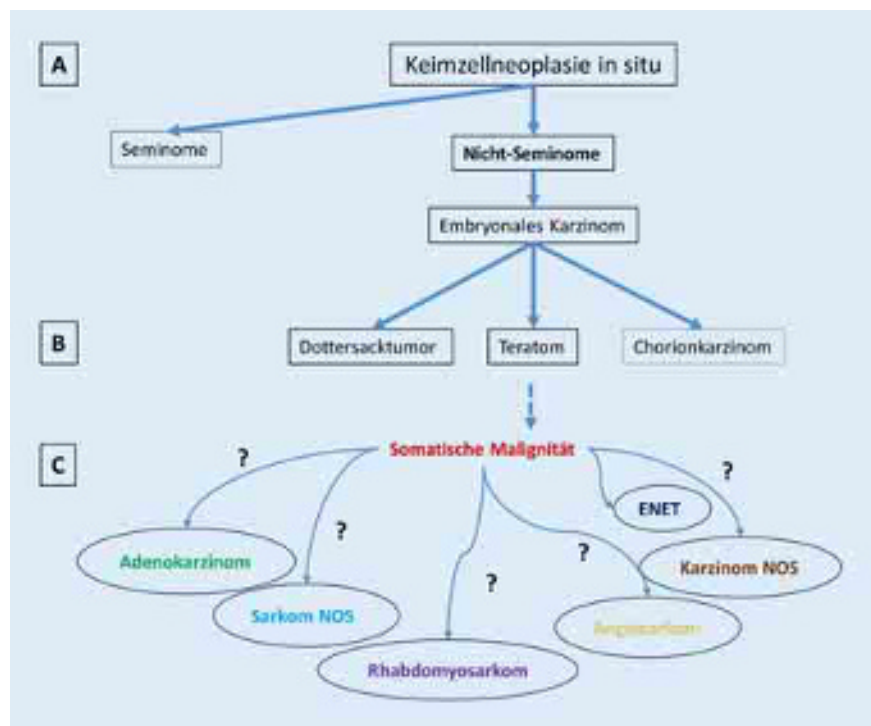 A
Keimzellneoplasie in situ
Seminome
Nicht-Seminome
Embryonales Karzinom
B
Dottersacktumor
Teratom
Chorionkarzinom
C
Somatische Malignität
?
?
?
?
?
ENET
Adenokarzinom
Karzinom NOS
Sarkom NOS
Angiosarkom
Rhabdomyosarkom